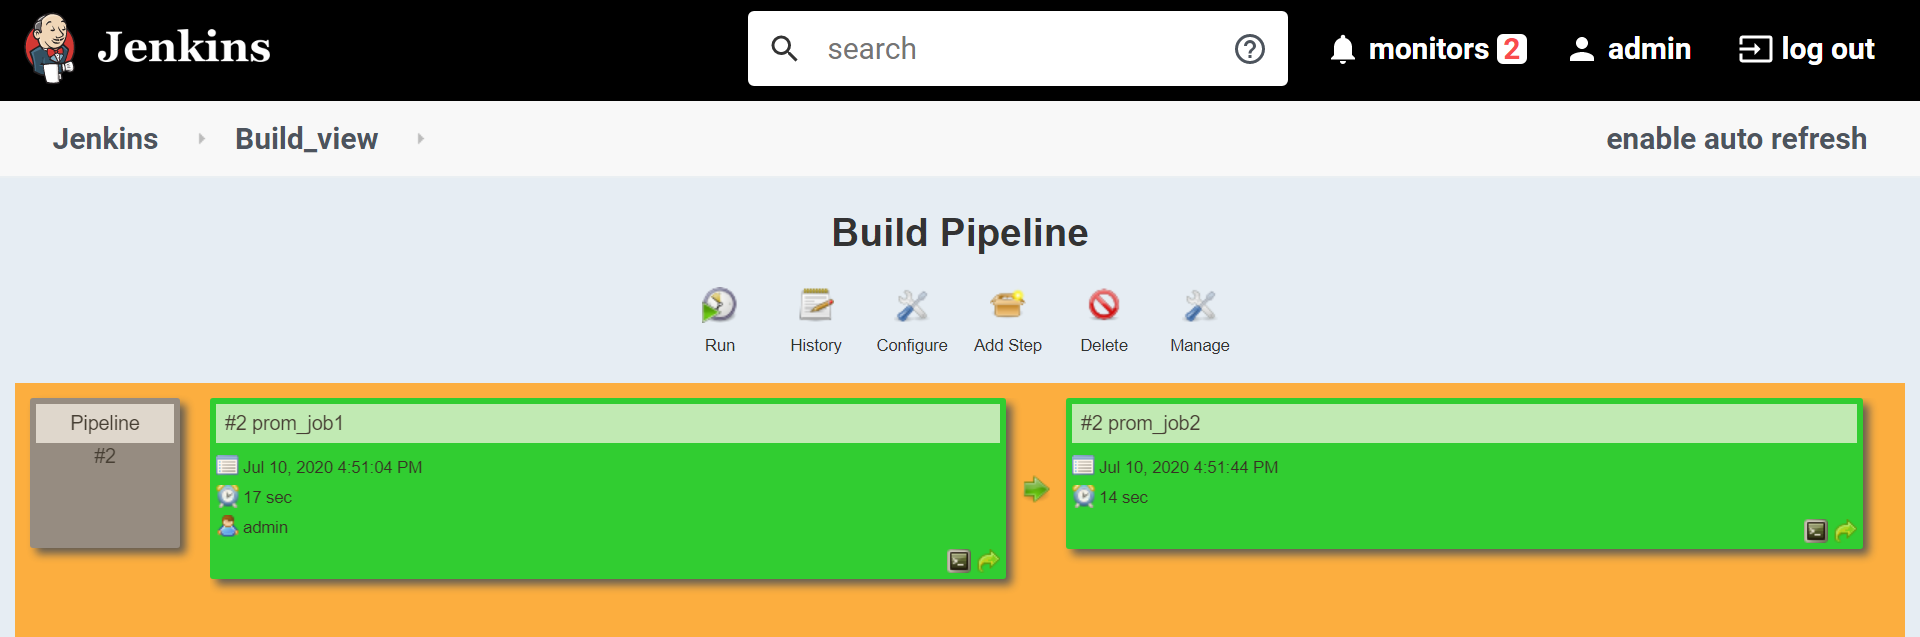 Jenkins
search
monitors 2
admin
log out
Jenkins
Build_view
enable auto refresh
Build Pipeline
Run
History
Configure
Add Step
Delete
Manage
Pipeline
#2
#2 prom_job1
Jul 10, 2020 4:51:04 PM
17 sec
admin
#2 prom_job2
Jul 10, 2020 4:51:44 PM
14 sec